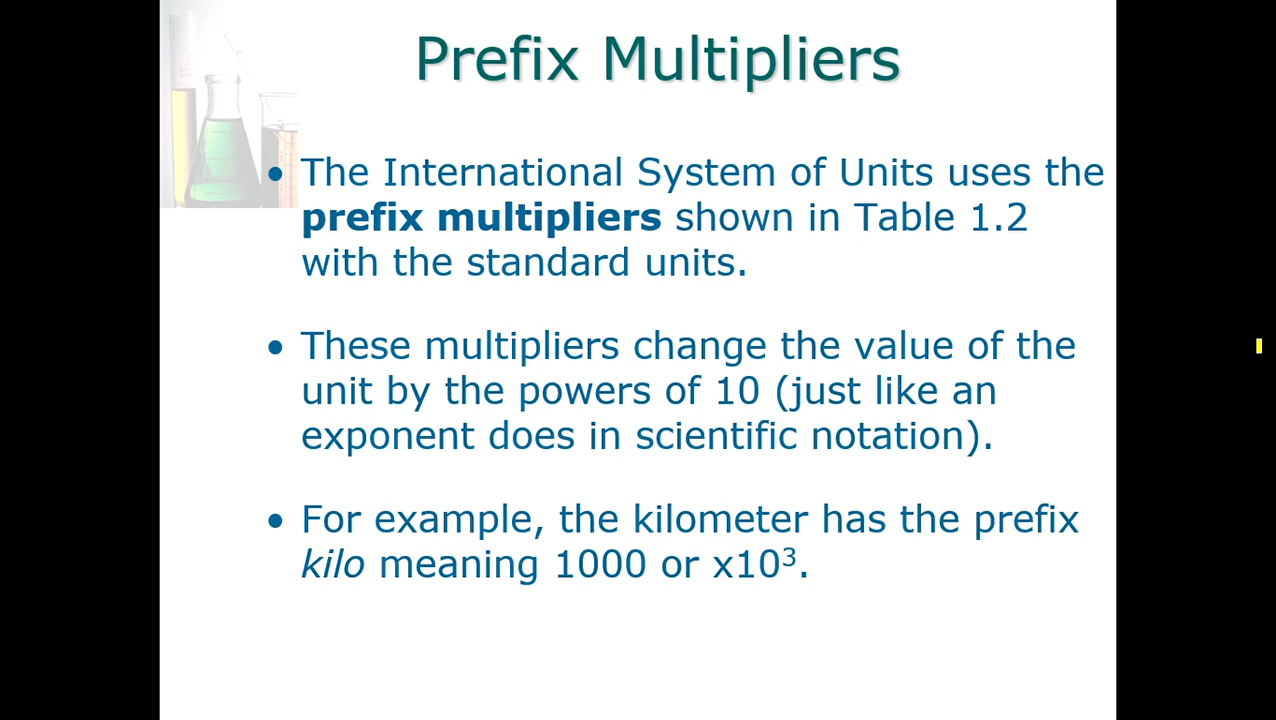 Prefix Multipliers
• The International System of Units uses the
prefix multipliers shown in Table 1.2
with the standard units.
• These multipliers change the value of the
unit by the powers of 10 (just like an
exponent does in scientific notation).
• For example, the kilometer has the prefix
kilo meaning 1000 or x10³.